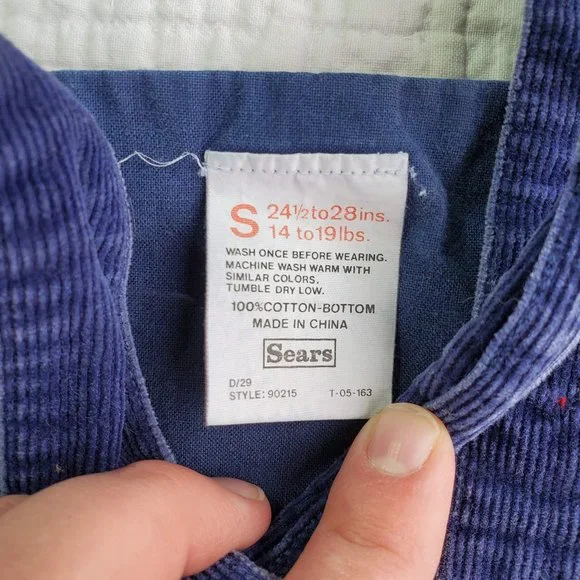 S 24½to28ins.
14 to19lbs.
WASH ONCE BEFORE WEARING.
MACHINE WASH WARM WITH
SIMILAR COLORS,
TUMBLE DRY LOW.
100%COTTON-BOTTOM
MADE IN CHINA
Sears
D/29
STYLE: 90215 T-05-163